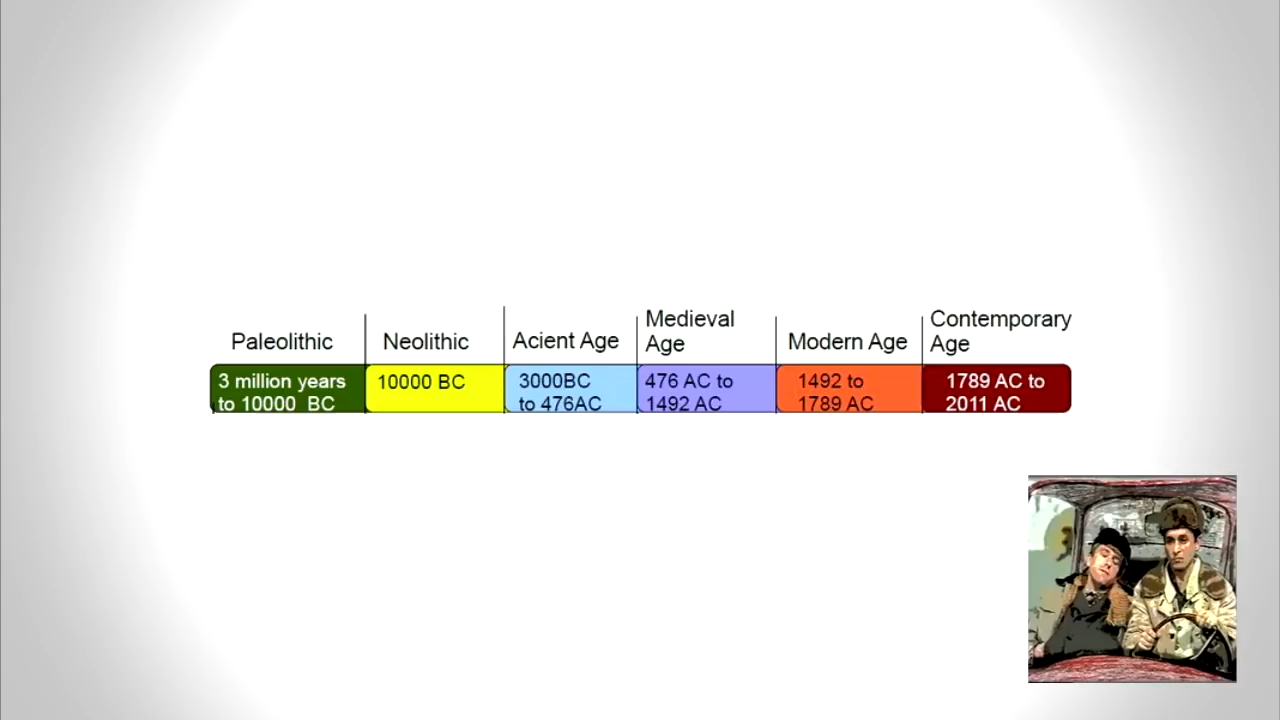 Paleolithic
Neolithic
Acient Age
Medieval
Age
Modern Age
Contemporary
Age
3 million years
to 10000 BC
10000 BC
3000BC
to 476AC
476 AC to
1492 AC
1492 to
1789 AC
1789 AC to
2011 AC